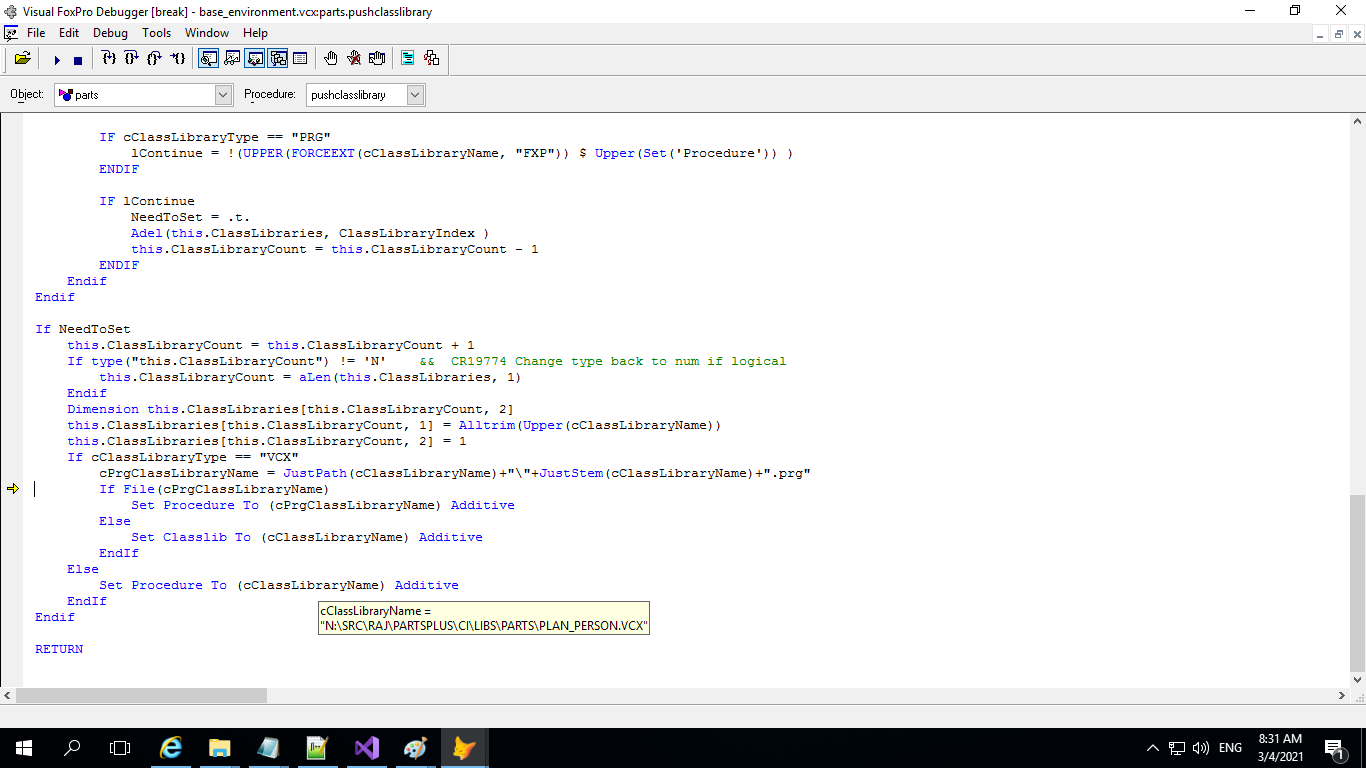 Visual FoxPro Debugger [break] - base_environment.vcx:parts.pushclasslibrary
File Edit Debug Tools Window Help
Object: parts Procedure: pushclasslibrary
IF cClassLibraryType == "PRG"
lContinue = !(UPPER(FORCEEXT(cClassLibraryName, "FXP")) $ Upper(Set('Procedure')) )
ENDIF
IF lContinue
NeedToSet = .t.
Adel(this.ClassLibraries, ClassLibraryIndex )
this.ClassLibraryCount = this.ClassLibraryCount - 1
ENDIF
Endif
Endif
If NeedToSet
this.ClassLibraryCount = this.ClassLibraryCount + 1
If type("this.ClassLibraryCount") != 'N' && CR19774 Change type back to num if logical
this.ClassLibraryCount = aLen(this.ClassLibraries, 1)
Endif
Dimension this.ClassLibraries[this.ClassLibraryCount, 2]
this.ClassLibraries[this.ClassLibraryCount, 1] = Alltrim(Upper(cClassLibraryName))
this.ClassLibraries[this.ClassLibraryCount, 2] = 1
If cClassLibraryType == "VCX"
cPrgClassLibraryName = JustPath(cClassLibraryName)+"\"+JustStem(cClassLibraryName)+".prg"
If File(cPrgClassLibraryName)
Set Procedure To (cPrgClassLibraryName) Additive
Else
Set Classlib To (cClassLibraryName) Additive
EndIf
Else
Set Procedure To (cClassLibraryName) Additive
EndIf
Endif
cClassLibraryName =
"N:\SRC\RAJ\PARTSPLUS\CI\LIBS\PARTS\PLAN_PERSON.VCX"
RETURN
ENG
8:31 AM
3/4/2021
1